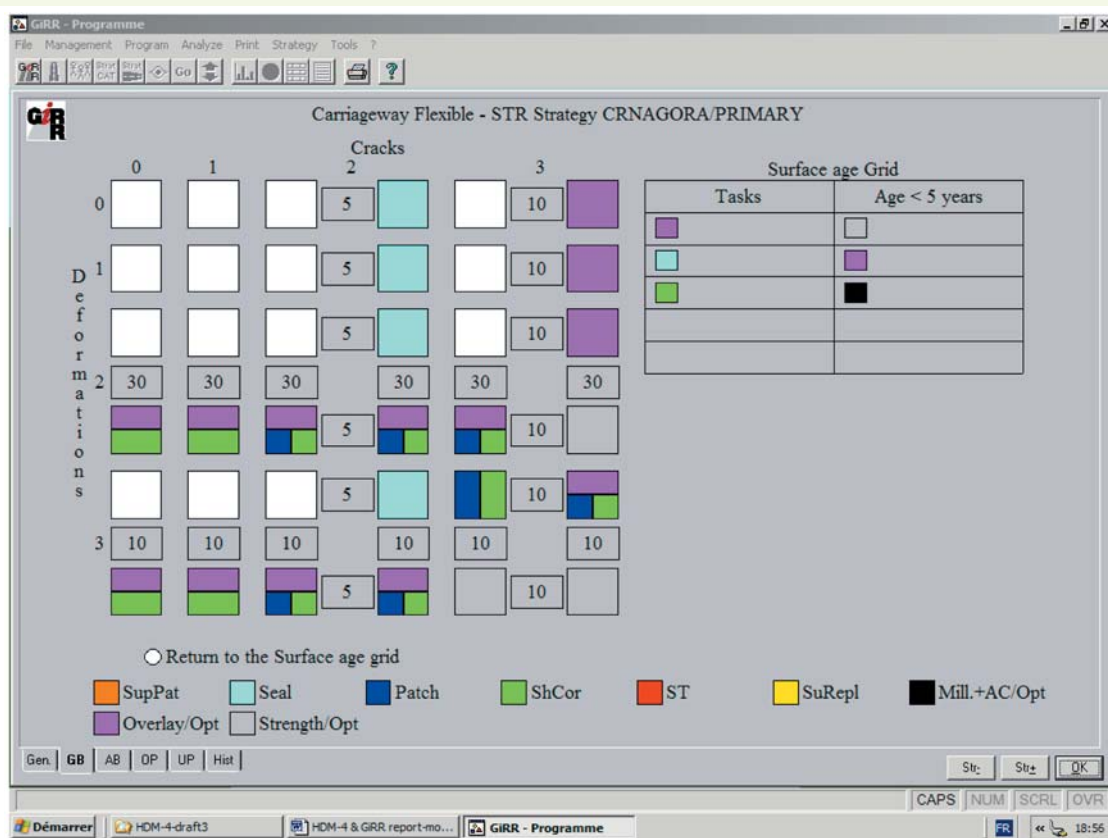 GiRR - Programme
File Management Program Analyze Print Strategy Tools ?
GiRR Strat CAT Strat Go ?
GiRR Carriageway Flexible - STR Strategy CRNAGORA/PRIMARY
Cracks
0 1 2 3
Surface age Grid
Tasks Age < 5 years
Deformations
0 5 10
1 5 10
5 10
2 30 30 30 30 30 30
5 10
5 10
3 10 10 10 10 10 10
5 10
Return to the Surface age grid
SupPat Seal Patch ShCor ST SuRepl Mill.+AC/Opt
Overlay/Opt Strength/Opt
Gen. GB AB OP UP Hist
Str- Str+ OK
CAPS NUM SCRL OVR
Démarrer HDM-4-draft3 HDM-4 & GiRR report-mo... GiRR - Programme FR « 18:56